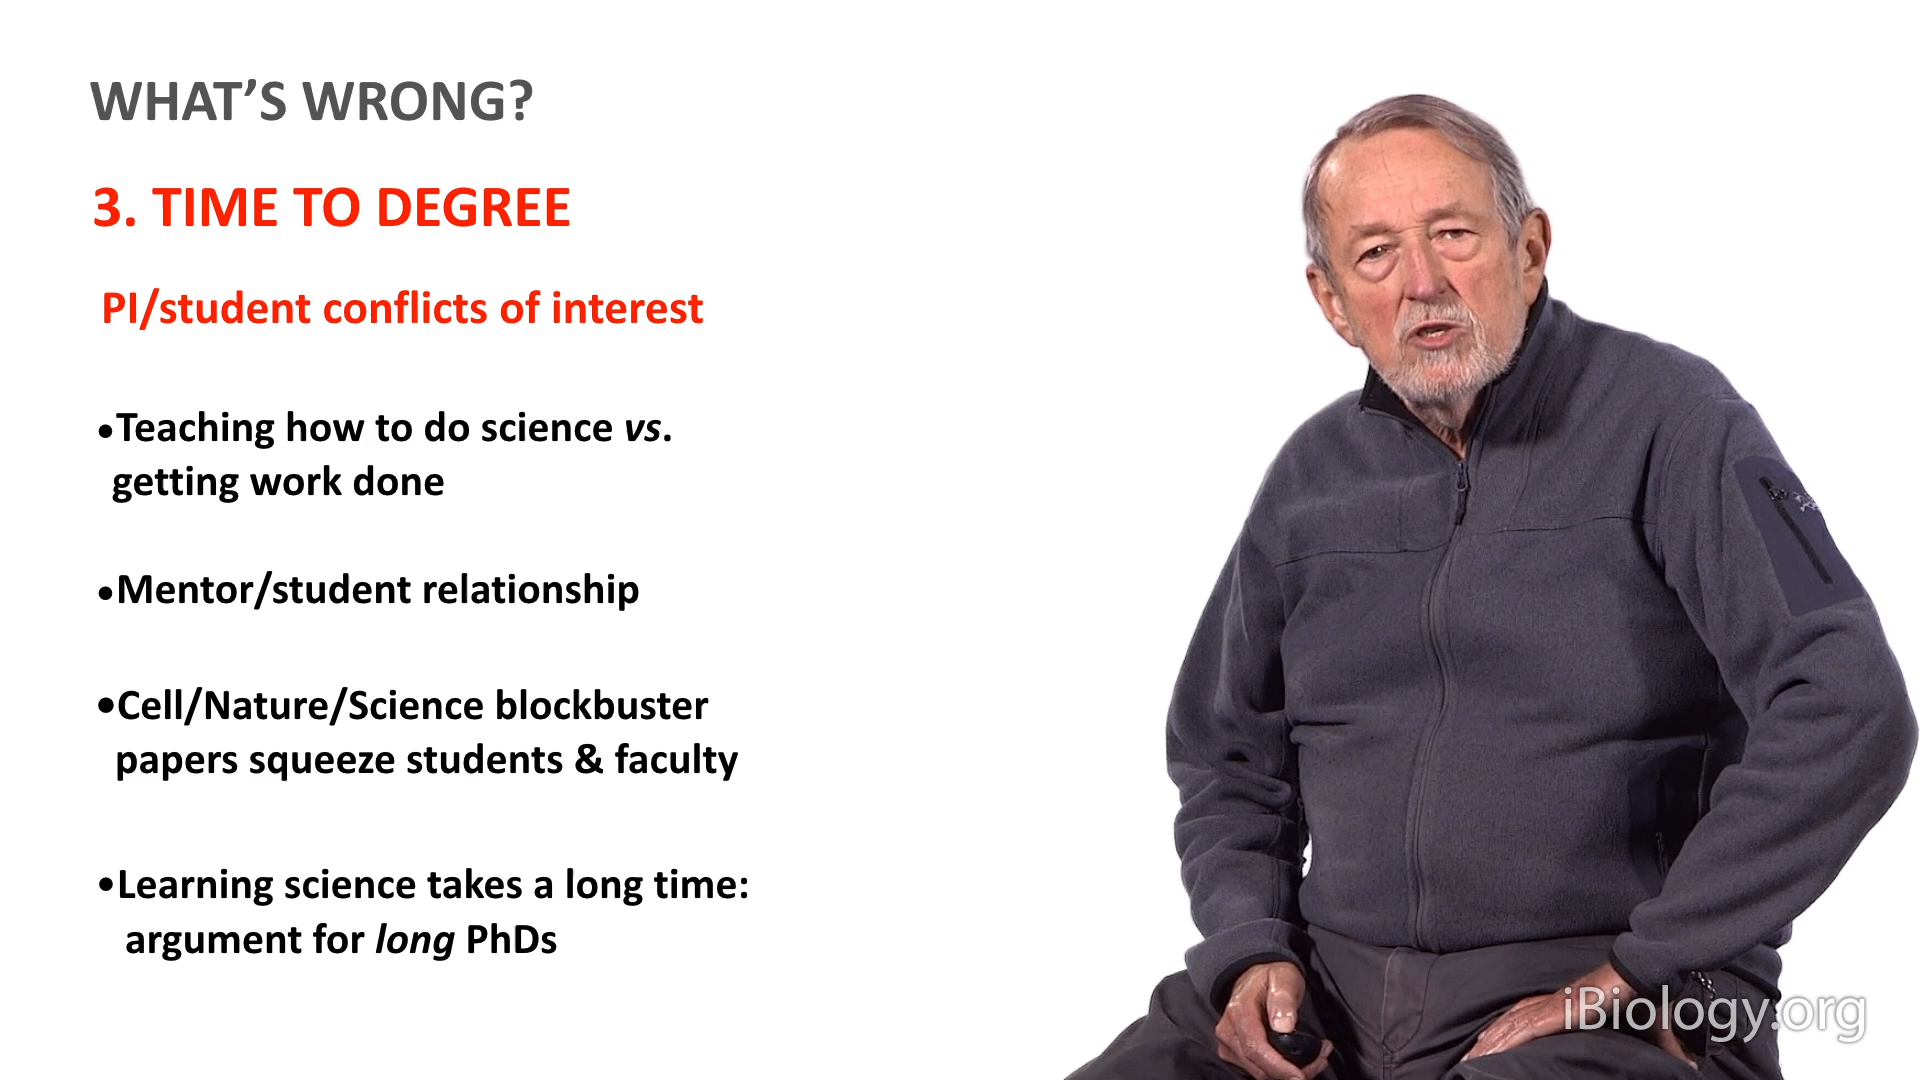 WHAT’S WRONG?
3. TIME TO DEGREE
PI/student conflicts of interest
•Teaching how to do science vs.
getting work done
•Mentor/student relationship
•Cell/Nature/Science blockbuster
papers squeeze students & faculty
•Learning science takes a long time:
argument for long PhDs
iBiology.org